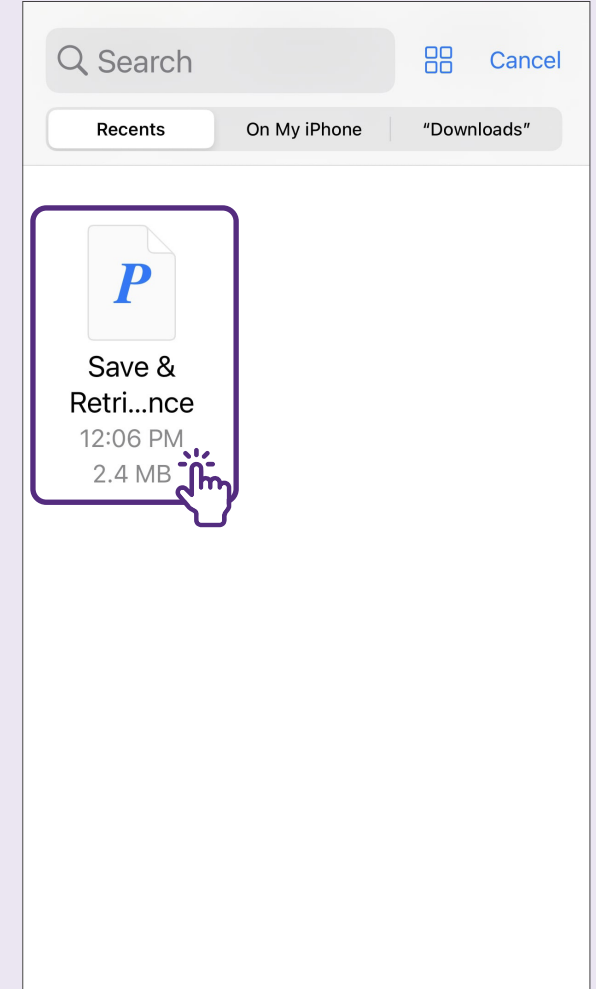 Search
Cancel
Recents
On My iPhone
“Downloads”
P
Save &
Retri...nce
12:06 PM
2.4 MB